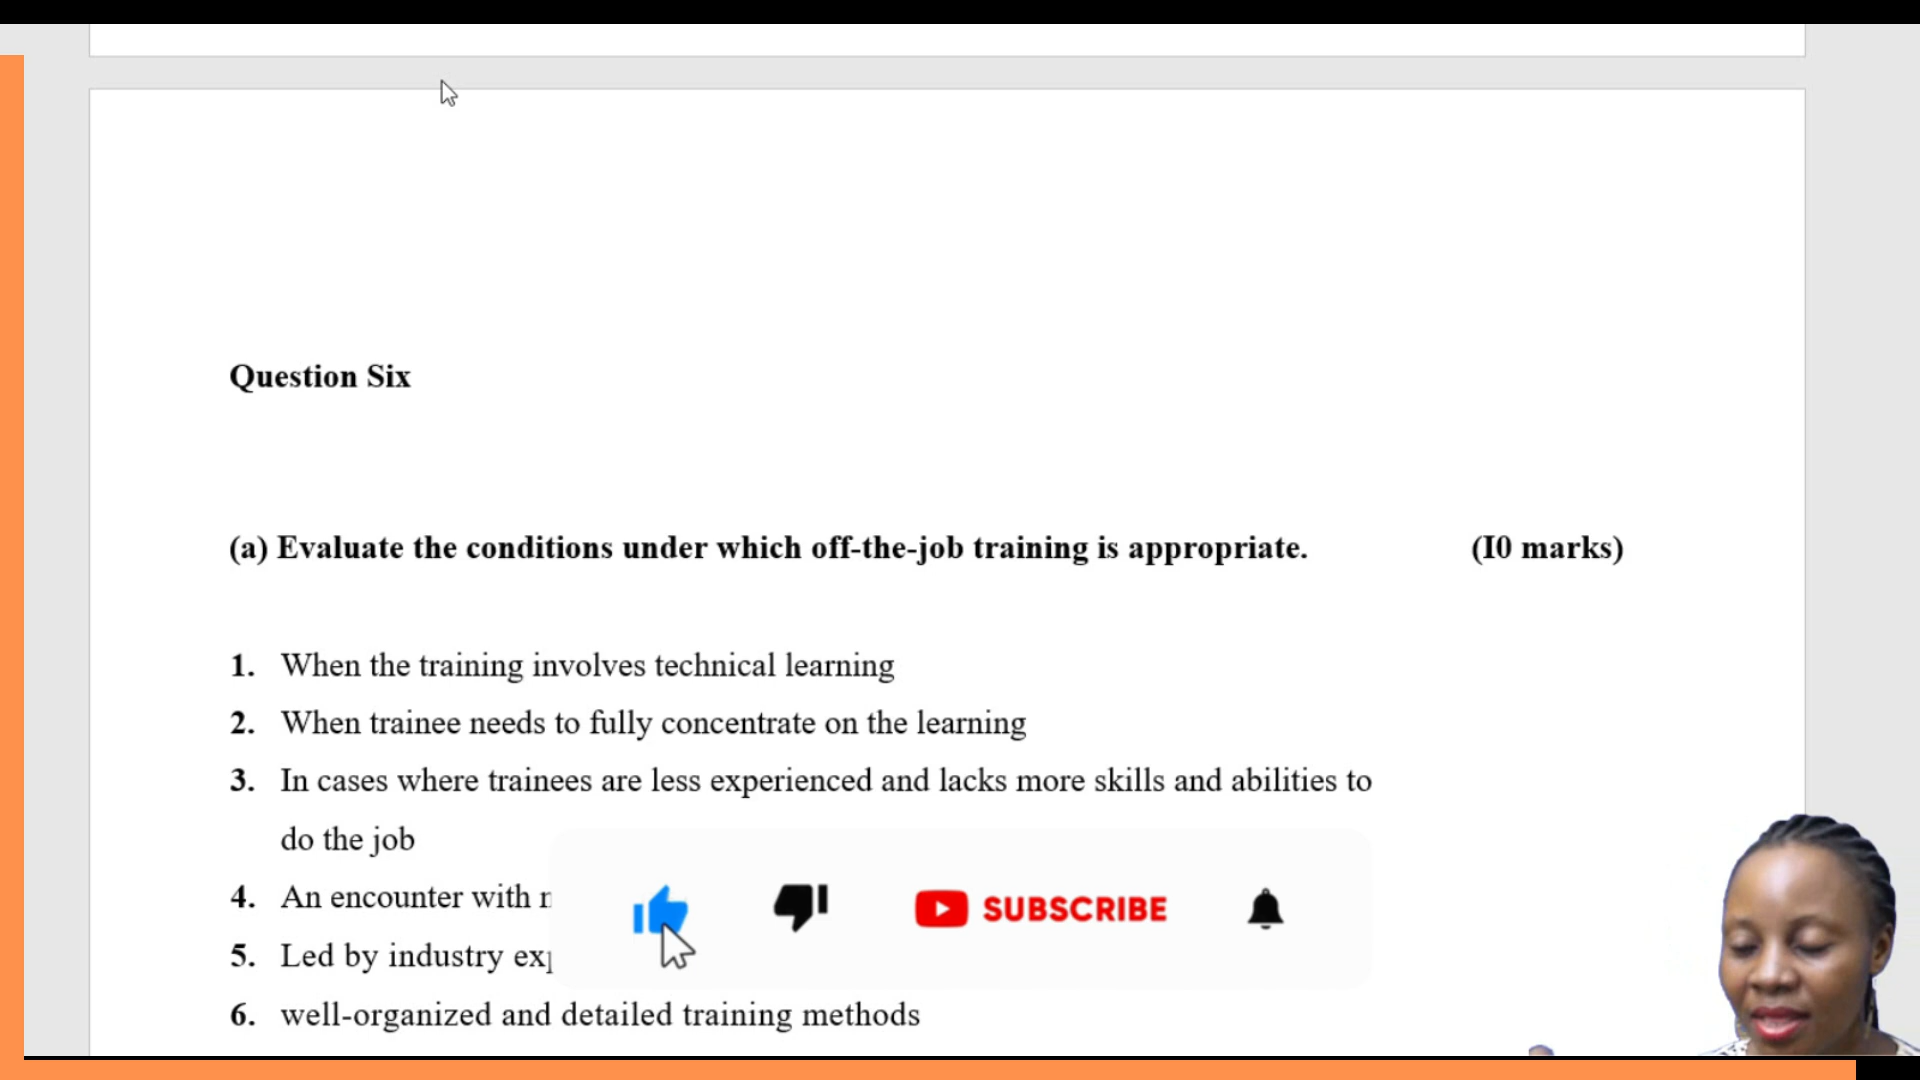 Question Six
(a) Evaluate the conditions under which off-the-job training is appropriate. (I0 marks)
1. When the training involves technical learning
2. When trainee needs to fully concentrate on the learning
3. In cases where trainees are less experienced and lacks more skills and abilities to
do the job
4. An encounter with
5. Led by industry
6. well-organized and detailed training methods
SUBSCRIBE